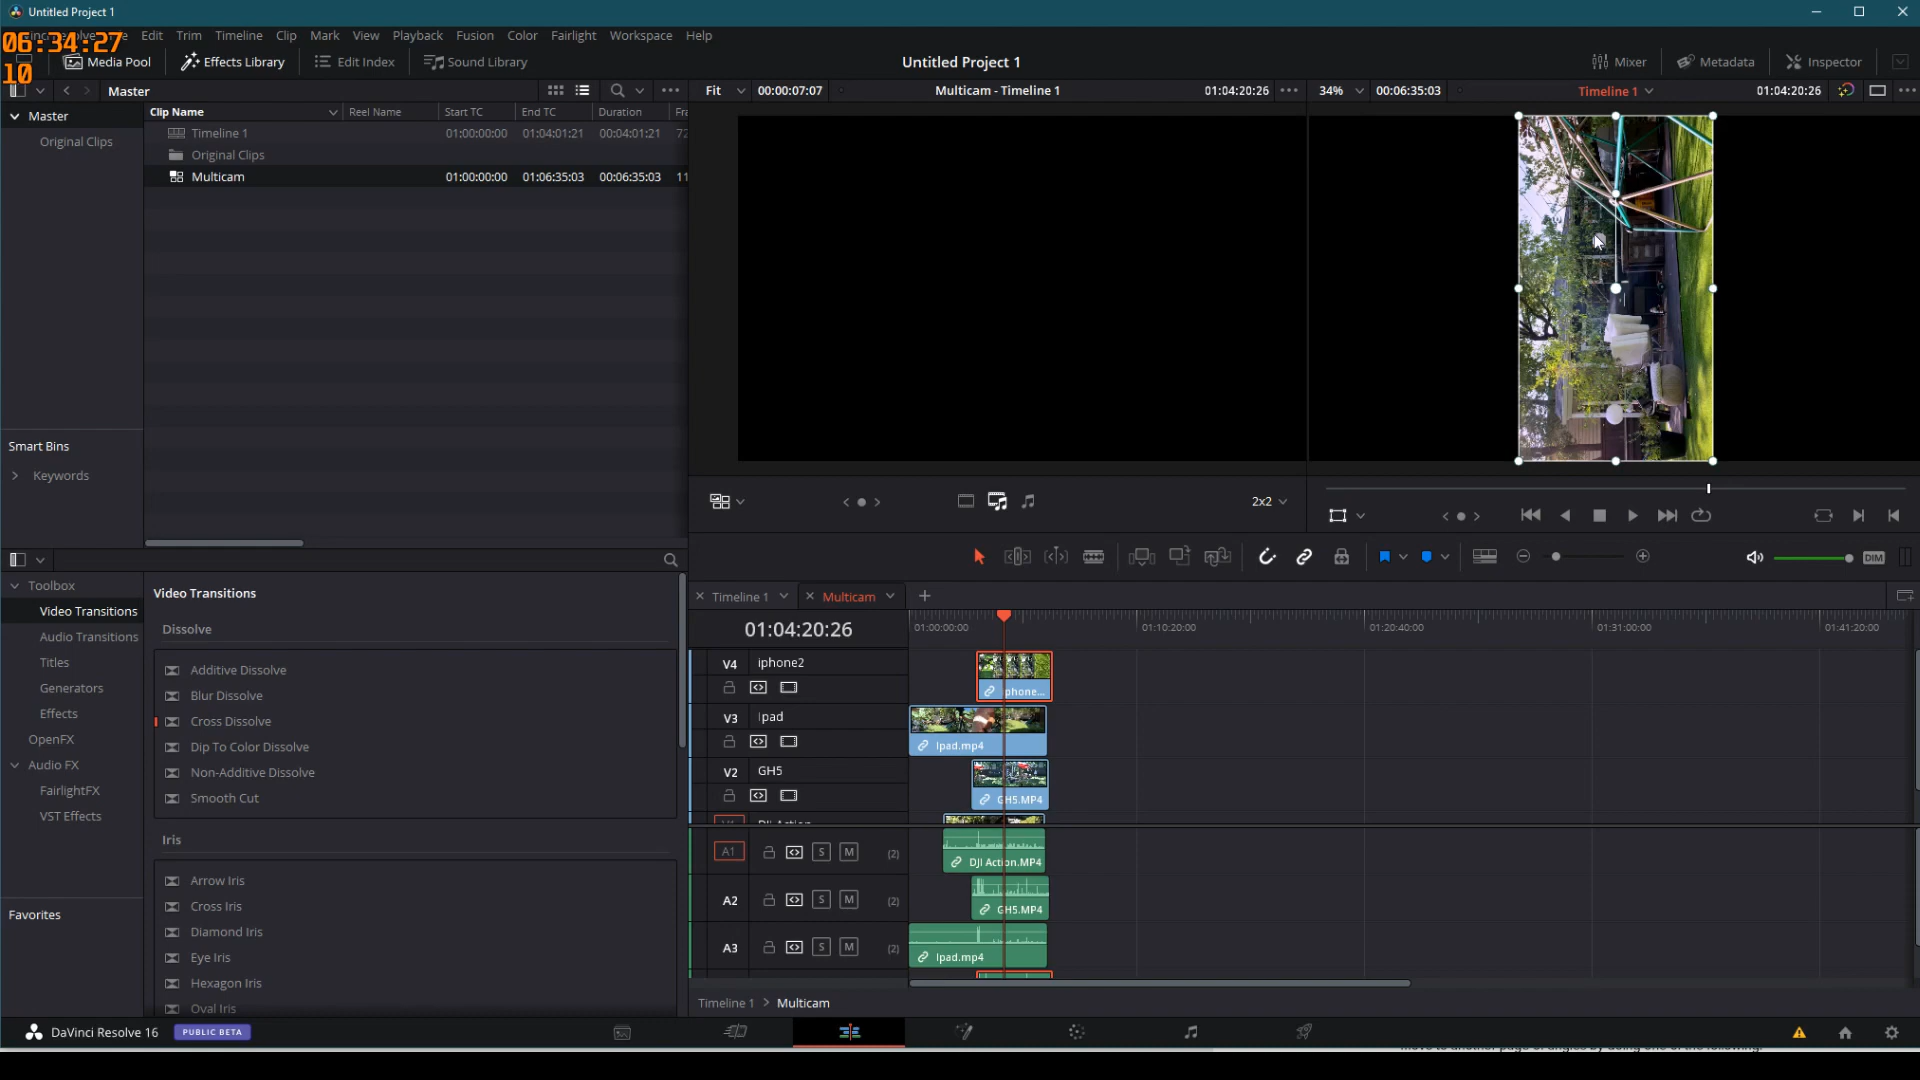 Untitled Project 1
06:34:27
10
Edit Trim Timeline Clip Mark View Playback Fusion Color Fairlight Workspace Help
Media Pool Effects Library Edit Index Sound Library Untitled Project 1 Mixer Metadata Inspector
Master Fit 00:00:07:07 Multicam - Timeline 1 01:04:20:26 34% 00:06:35:03 Timeline 1 01:04:20:26
Master Clip Name Reel Name Start TC End TC Duration Fra
Timeline 1 01:00:00:00 01:04:01:21 00:04:01:21 72
Original Clips Original Clips
Multicam 01:00:00:00 01:06:35:03 00:06:35:03 11
Smart Bins
Keywords
2x2
DIM
Toolbox
Video Transitions
Audio Transitions
Titles
Generators
Effects
OpenFX
Audio FX
FairlightFX
VST Effects
Favorites
Video Transitions
Dissolve
Additive Dissolve
Blur Dissolve
Cross Dissolve
Dip To Color Dissolve
Non-Additive Dissolve
Smooth Cut
Iris
Arrow Iris
Cross Iris
Diamond Iris
Eye Iris
Hexagon Iris
Oval Iris
Timeline 1 Multicam
01:04:20:26 01:00:00:00 01:10:20:00 01:20:40:00 01:31:00:00 01:41:20:00
V4 iphone2
phone...
V3 Ipad
Ipad.mp4
V2 GH5
GH5.MP4
A1 S M (2) DJI Action.MP4
A2 S M (2) GH5.MP4
A3 S M (2) Ipad.mp4
Timeline 1 > Multicam
DaVinci Resolve 16 PUBLIC BETA